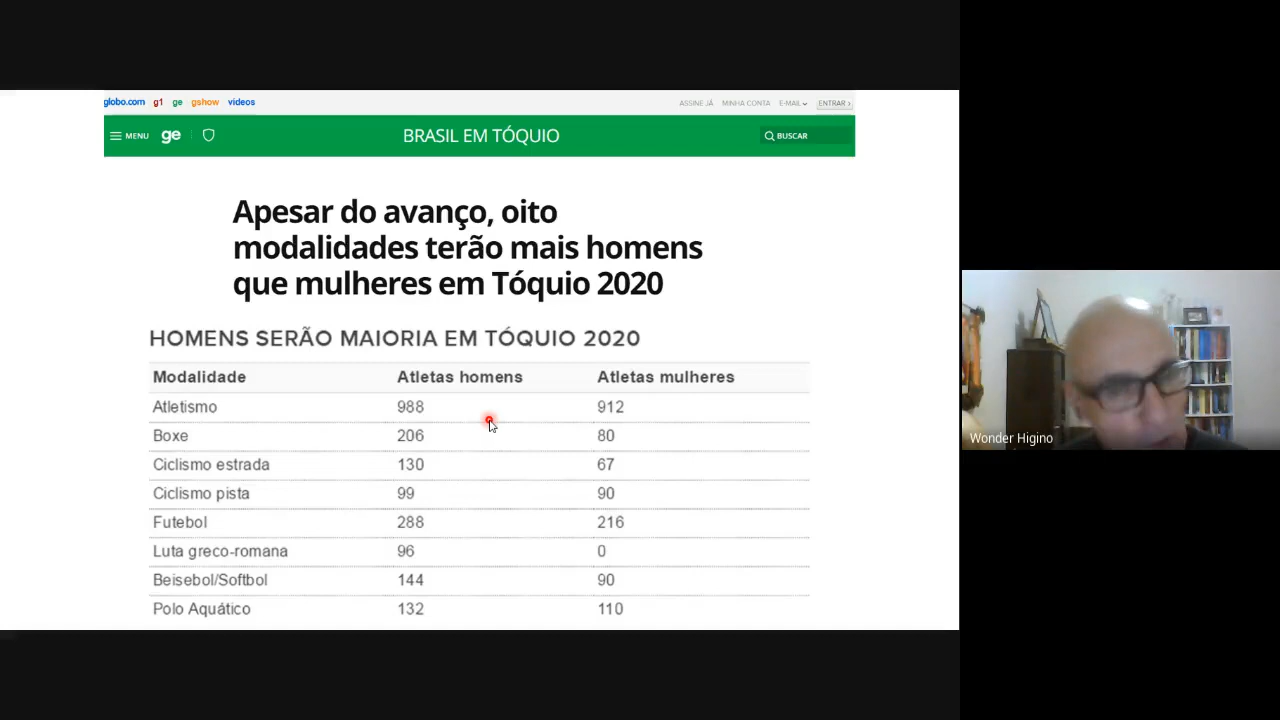 globo.com g1 ge gshow videos ASSINE JÁ MINHA CONTA E-MAIL ENTRAR ›
MENU ge BRASIL EM TÓQUIO BUSCAR
Apesar do avanço, oito
modalidades terão mais homens
que mulheres em Tóquio 2020
HOMENS SERÃO MAIORIA EM TÓQUIO 2020
Modalidade Atletas homens Atletas mulheres
Atletismo 988 912
Boxe 206 80
Ciclismo estrada 130 67
Ciclismo pista 99 90
Futebol 288 216
Luta greco-romana 96 0
Beisebol/Softbol 144 90
Polo Aquático 132 110
Wonder Higino